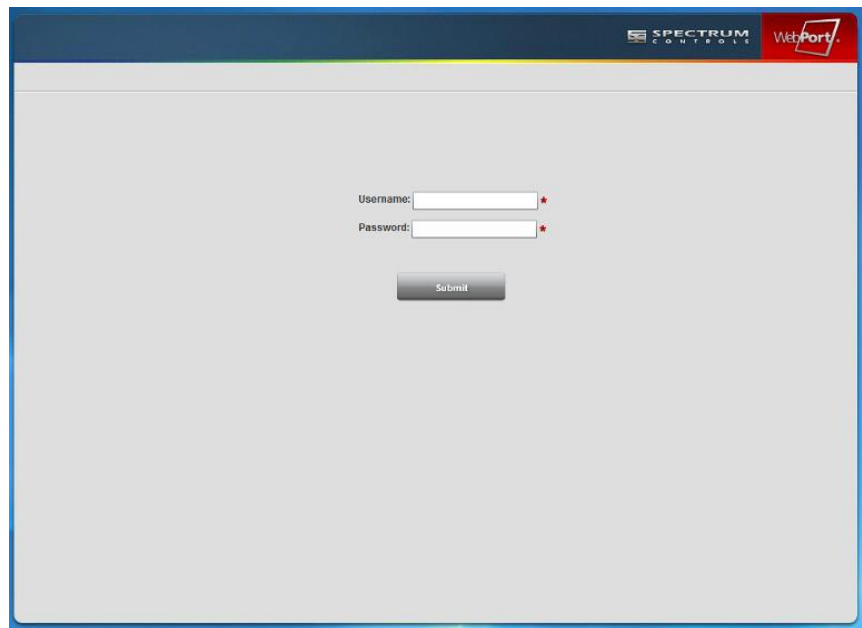 SPECTRUM
CONTROLS
WebPort.
Username: *
Password: *
Submit